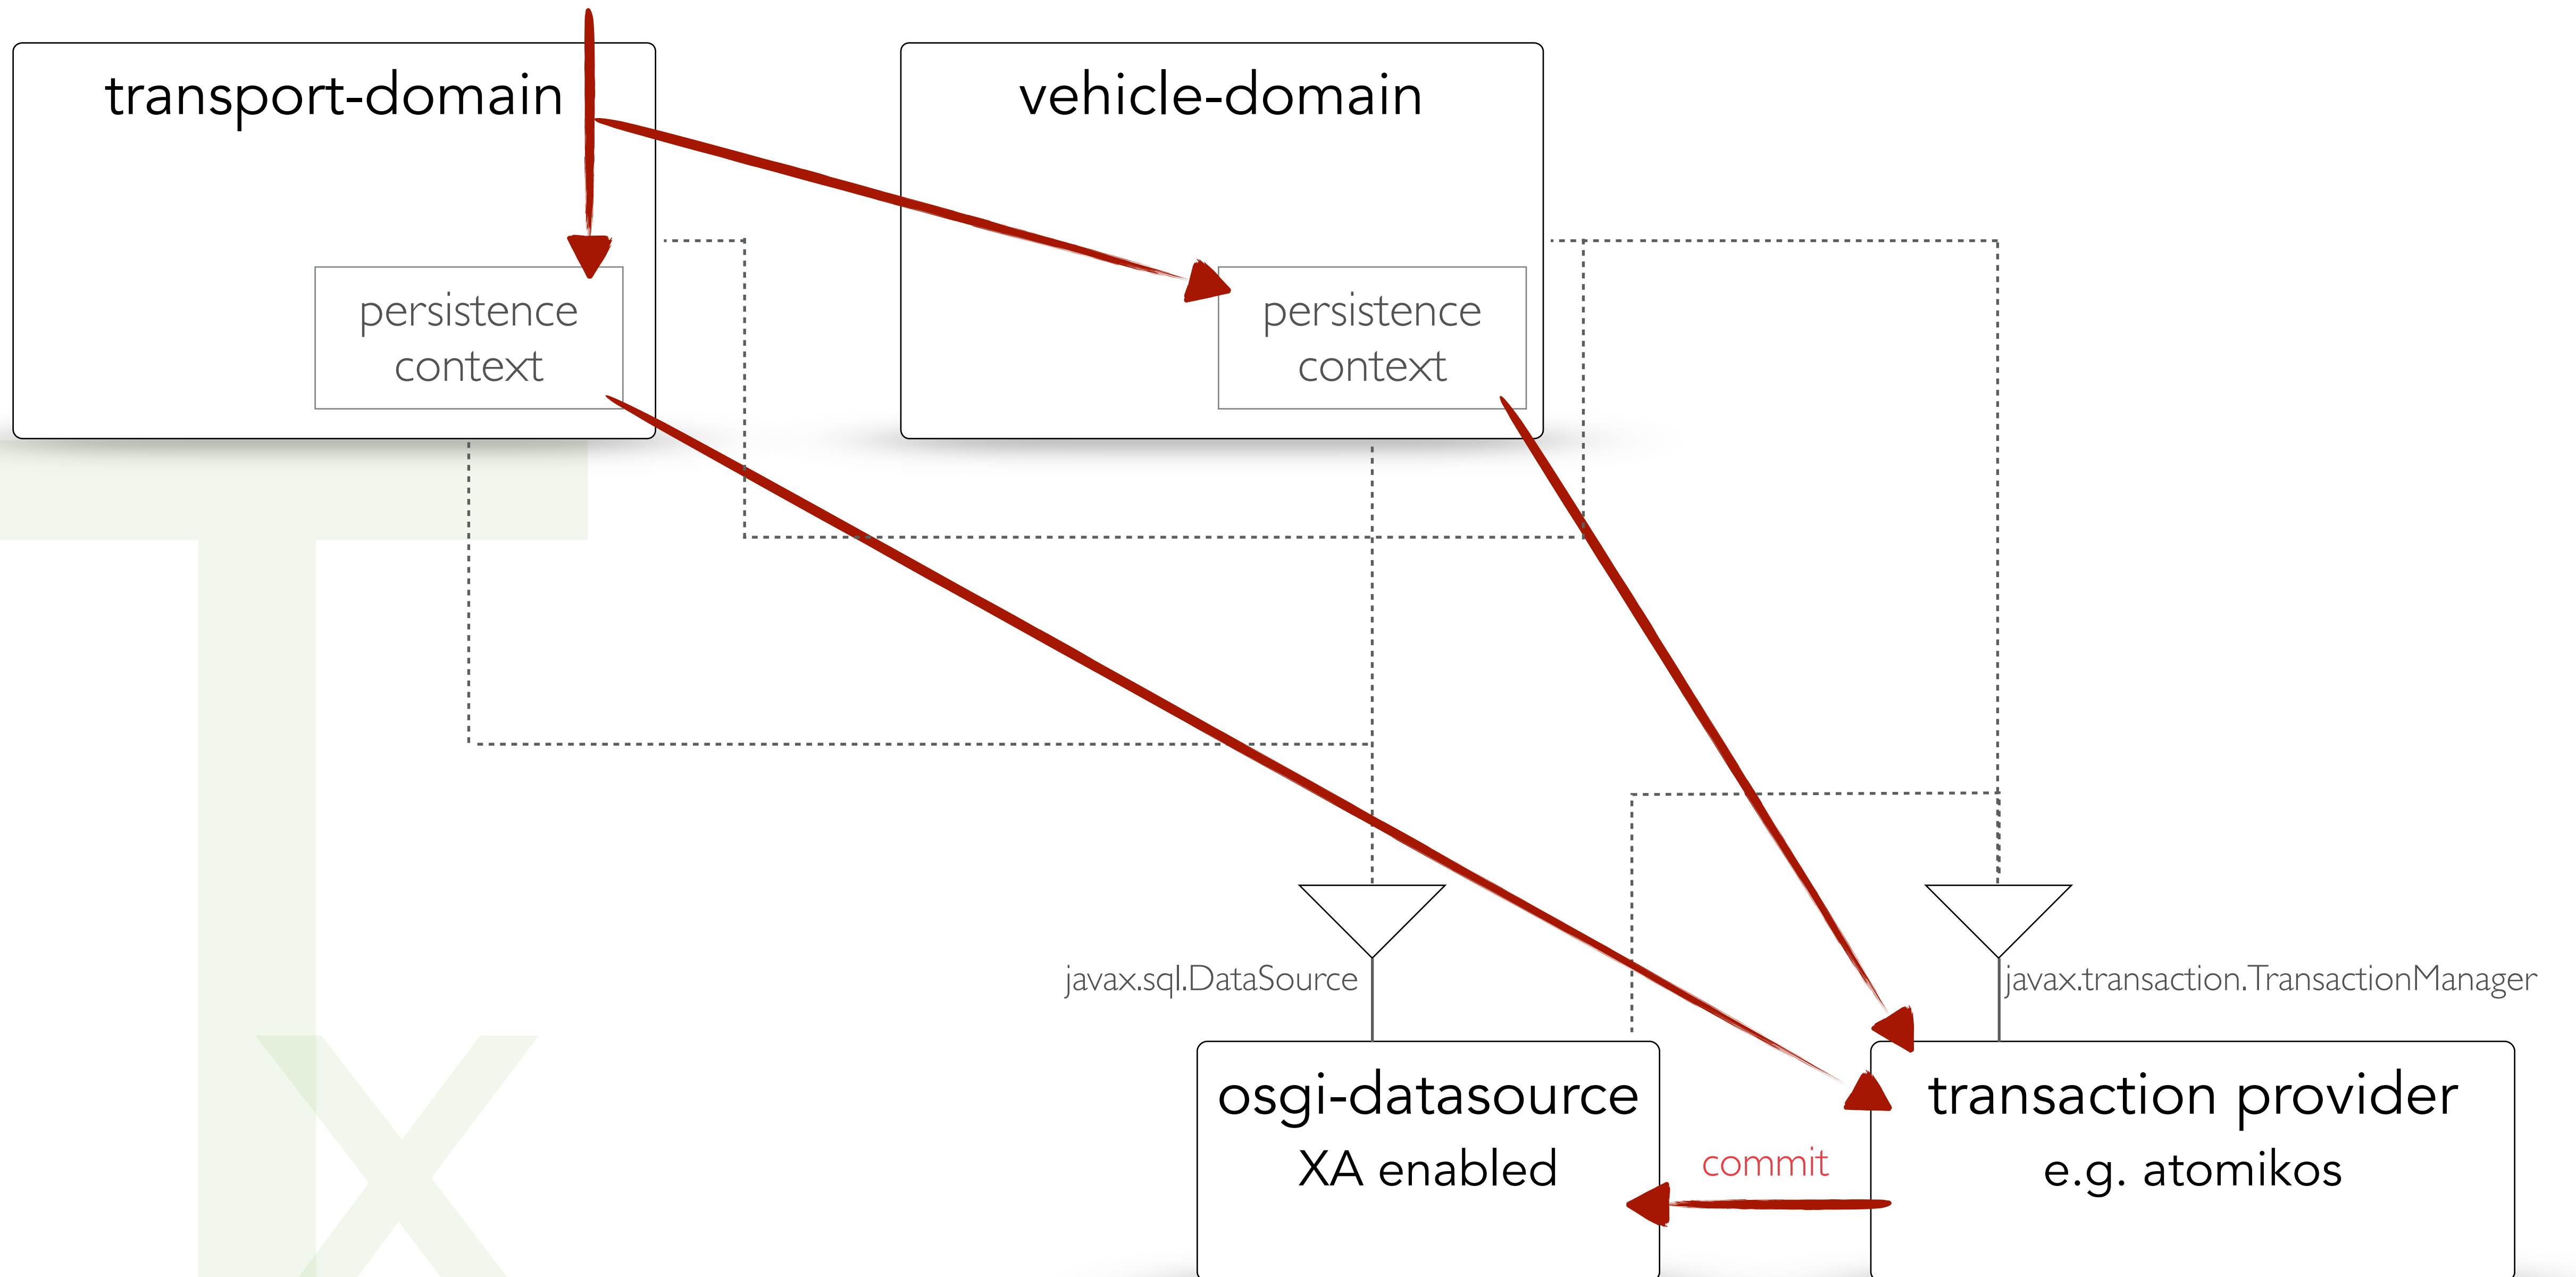 transport-domain
vehicle-domain
persistence
context
persistence
context
javax.sql.DataSource
javax.transaction.TransactionManager
osgi-datasource
XA enabled
commit
transaction provider
e.g. atomikos
Tx